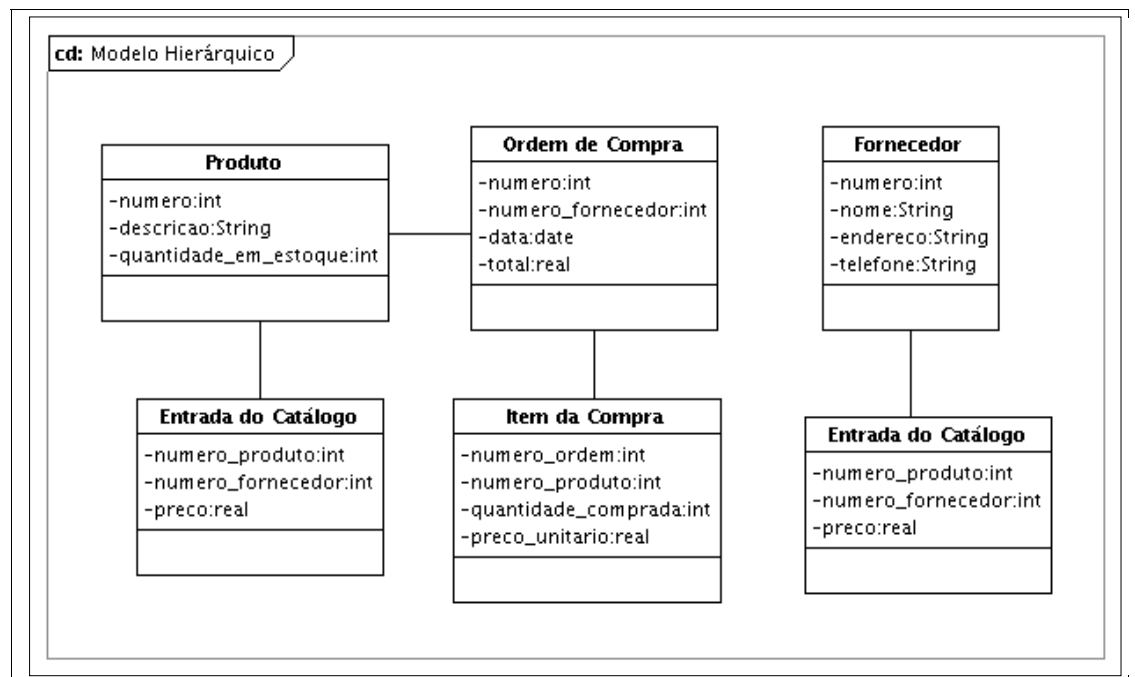 cd: Modelo Hierárquico
Produto
-numero:int
-descricao:String
-quantidade_em_estoque:int
Ordem de Compra
-numero:int
-numero_fornecedor:int
-data:date
-total:real
Fornecedor
-numero:int
-nome:String
-endereco:String
-telefone:String
Entrada do Catálogo
-numero_produto:int
-numero_fornecedor:int
-preco:real
Item da Compra
-numero_ordem:int
-numero_produto:int
-quantidade_comprada:int
-preco_unitario:real
Entrada do Catálogo
-numero_produto:int
-numero_fornecedor:int
-preco:real